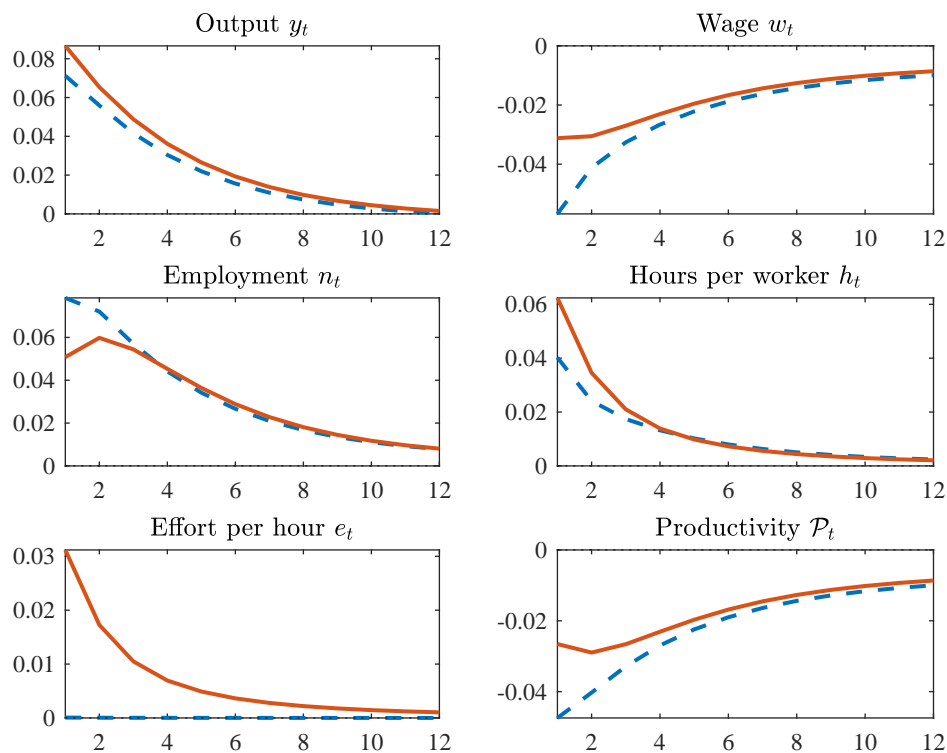 Output y_t
0.08
0.06
0.04
0.02
0
2 4 6 8 10 12
Wage w_t
0
-0.02
-0.04
2 4 6 8 10 12
Employment n_t
0.06
0.04
0.02
0
2 4 6 8 10 12
Hours per worker h_t
0.06
0.04
0.02
0
2 4 6 8 10 12
Effort per hour e_t
0.03
0.02
0.01
0
2 4 6 8 10 12
Productivity 𝒫_t
0
-0.02
-0.04
2 4 6 8 10 12